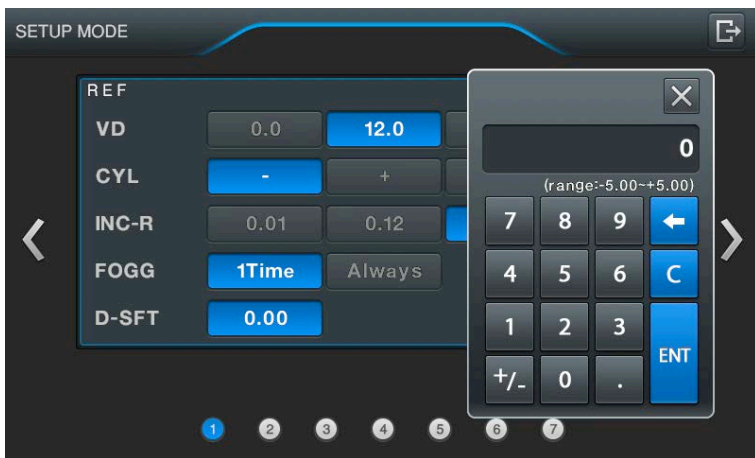 SETUP MODE
REF
VD 0.0 12.0
CYL - +
INC-R 0.01 0.12
FOGG 1Time Always
D-SFT 0.00
0
(range:-5.00~+5.00)
7 8 9
4 5 6 C
1 2 3
ENT
+/- 0 .
1 2 3 4 5 6 7